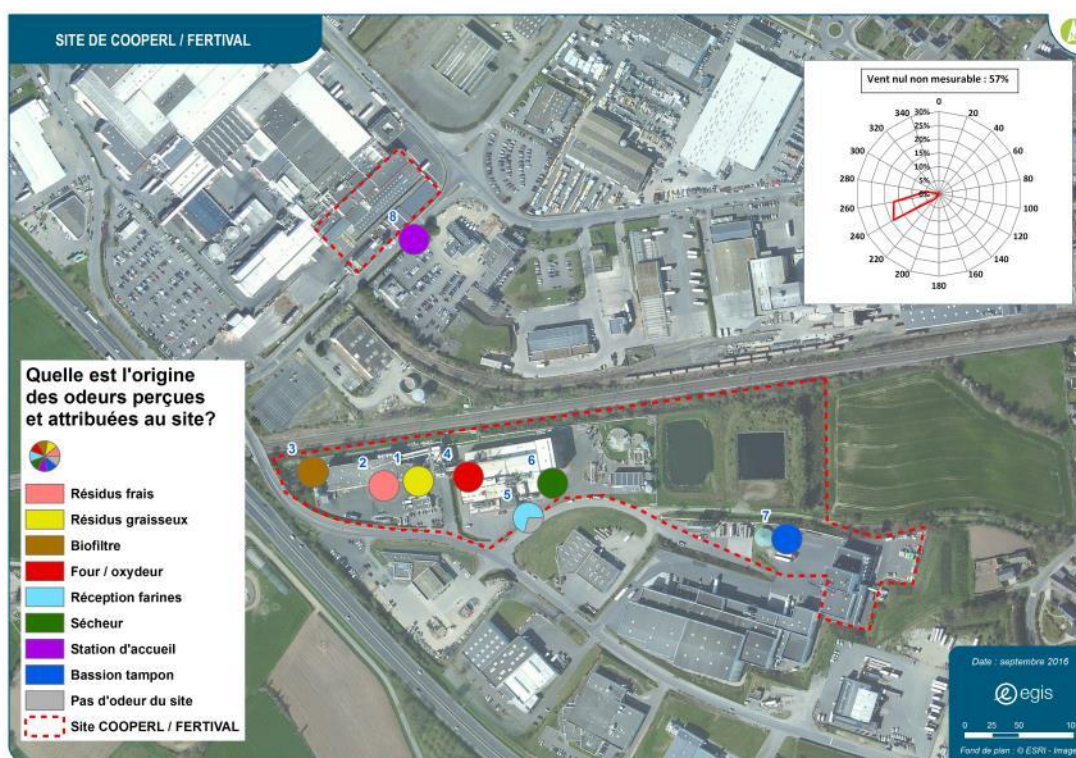 SITE DE COOPERL / FERTIVAL
Vent nul non mesurable : 57%
0
20
40
60
80
100
120
140
160
180
200
220
240
260
280
300
320
340
30%
25%
20%
15%
10%
5%
0%
8
3
2
1
4
6
5
7
Quelle est l'origine
des odeurs perçues
et attribuées au site?
Résidus frais
Résidus graisseux
Biofiltre
Four / oxydeur
Réception farines
Sécheur
Station d'accueil
Bassion tampon
Pas d'odeur du site
Site COOPERL / FERTIVAL
Date : septembre 2016
egis
0 25 50 10
Fond de plan : © ESRI - Image